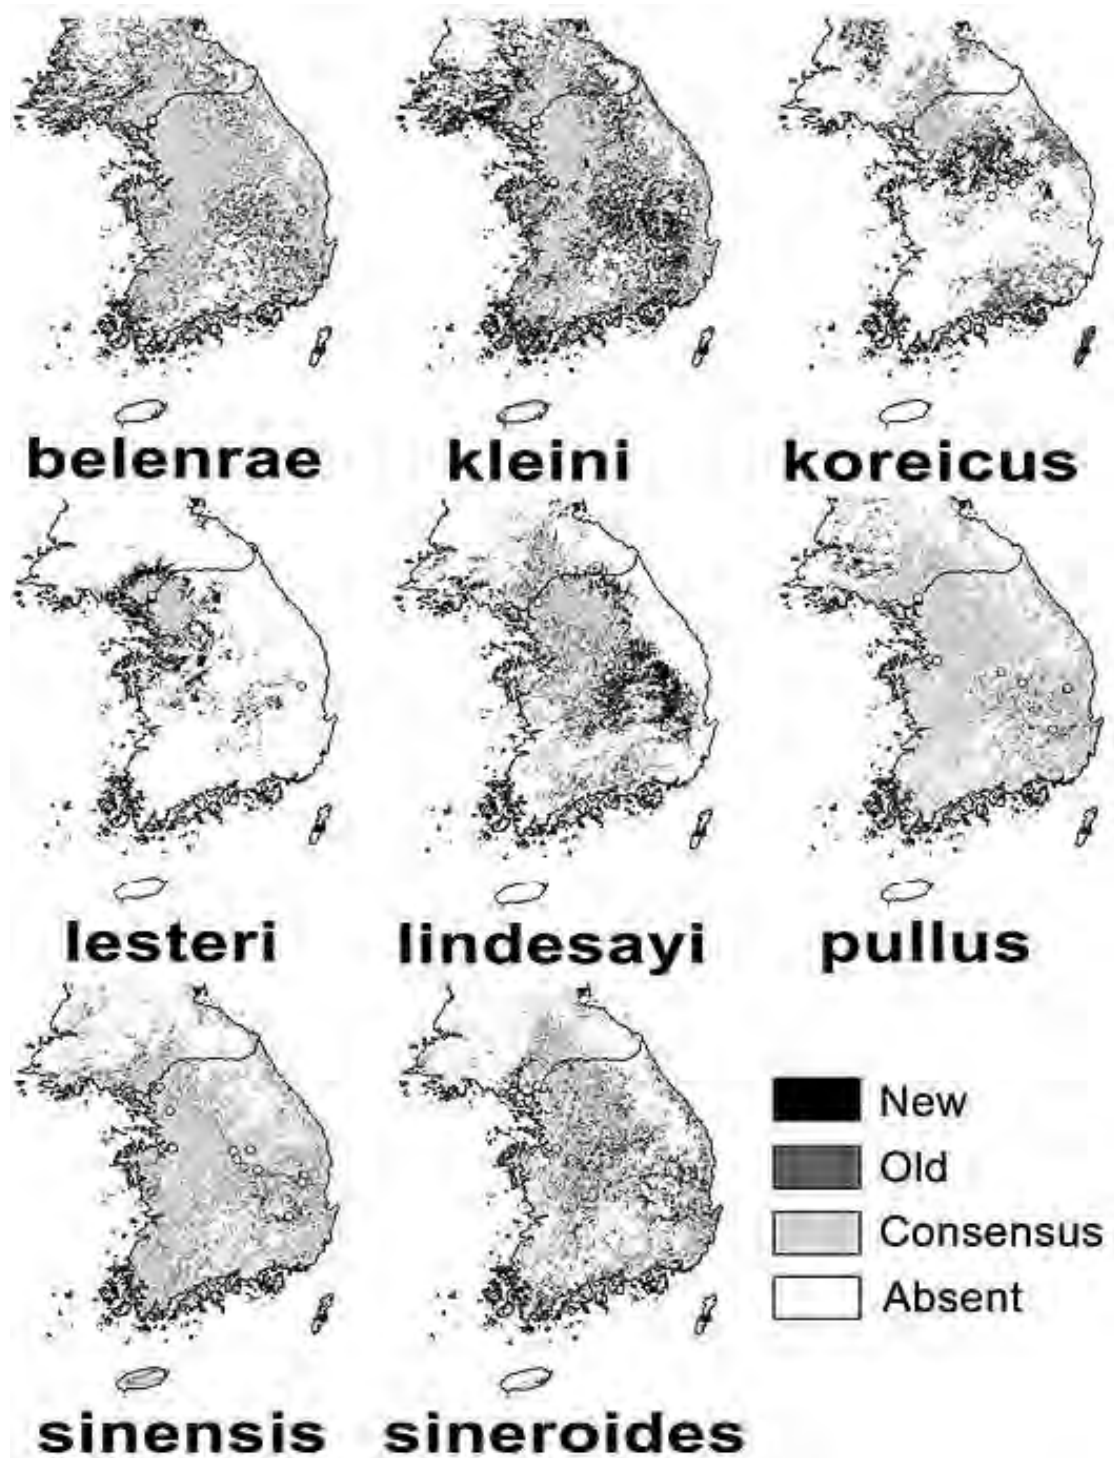 belenrae kleini koreicus
lesteri lindesayi pullus
sinensis sineroides
New
Old
Consensus
Absent